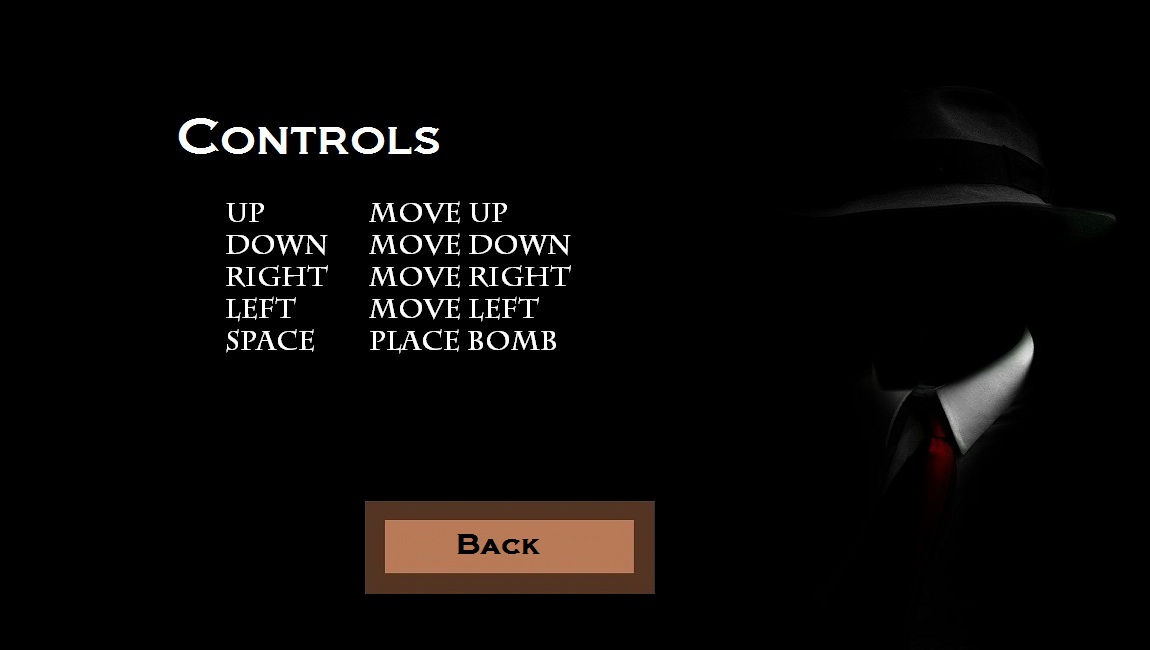 Controls
UP MOVE UP
DOWN MOVE DOWN
RIGHT MOVE RIGHT
LEFT MOVE LEFT
SPACE PLACE BOMB
Back